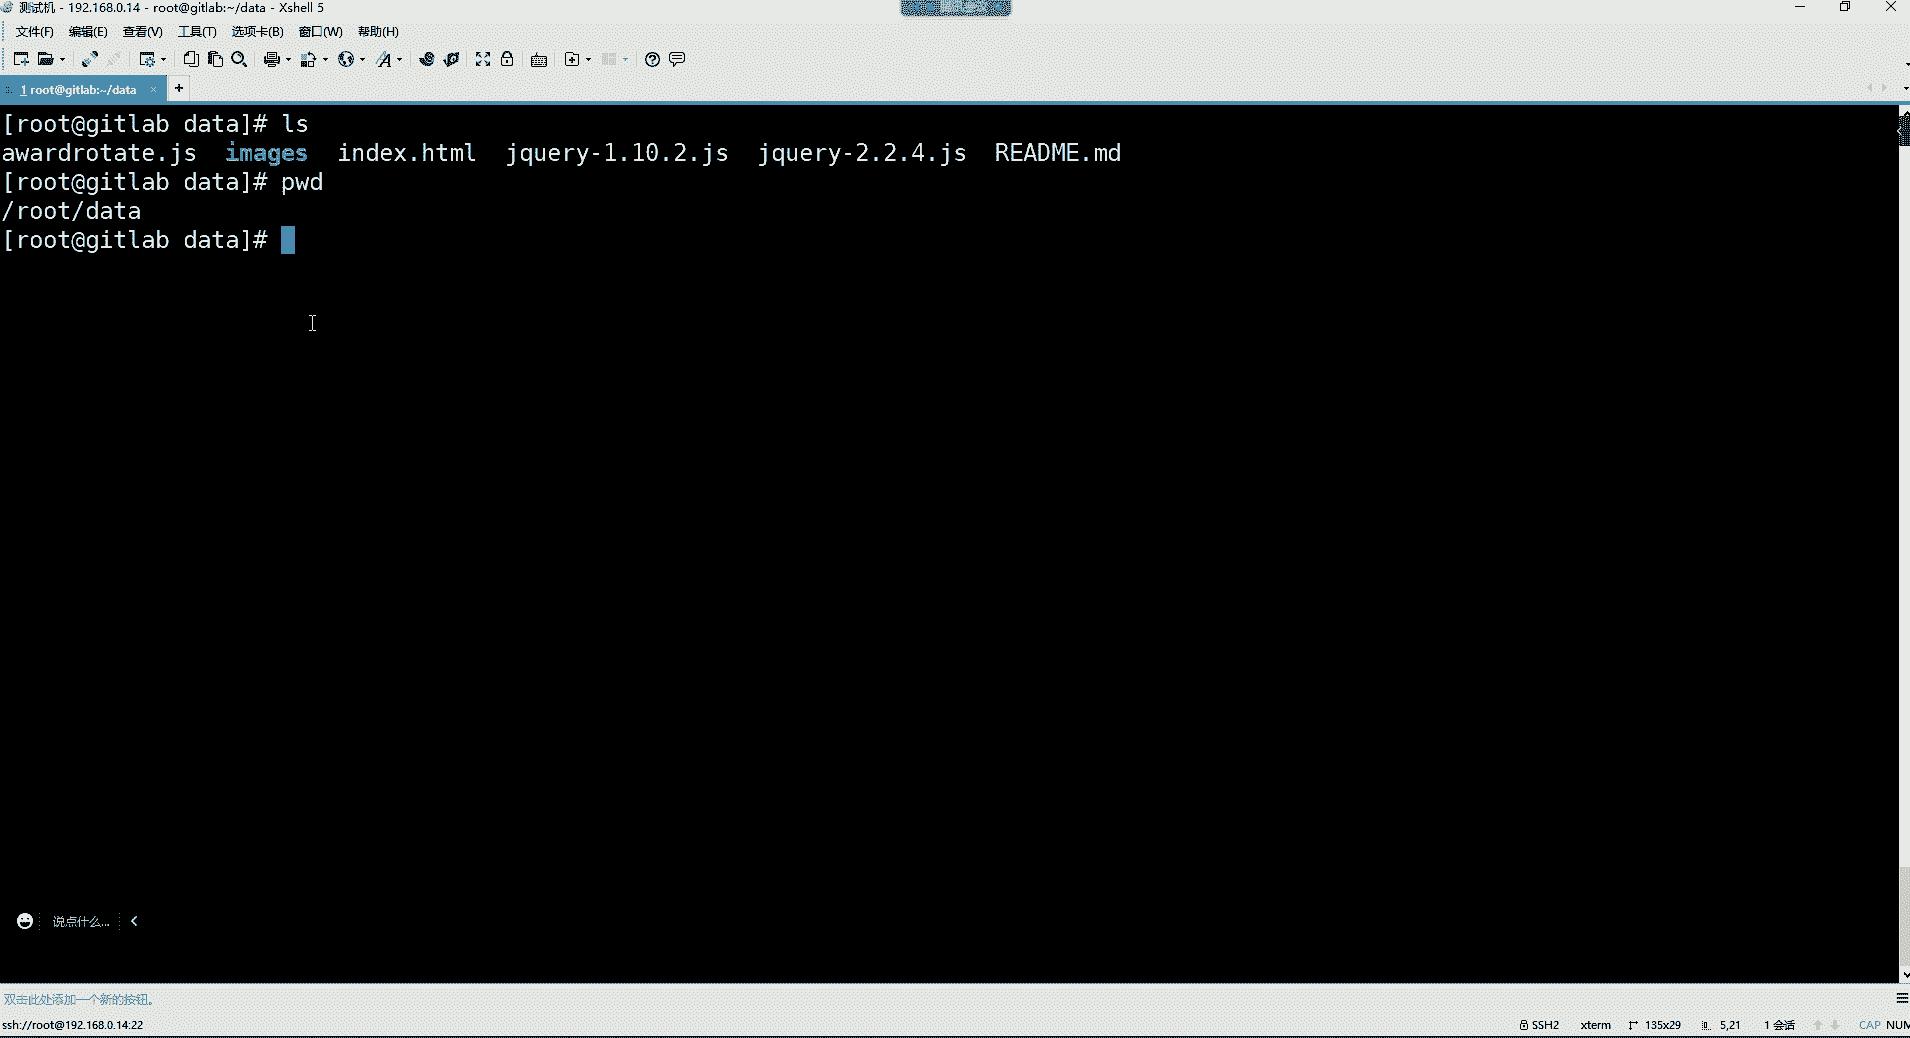 测试机 - 192.168.0.14 - root@gitlab:~/data - Xshell 5
文件(F) 编辑(E) 查看(V) 工具(T) 选项卡(B) 窗口(W) 帮助(H)
1 root@gitlab:~/data × +
[root@gitlab data]# ls
awardrotate.js images index.html jquery-1.10.2.js jquery-2.2.4.js README.md
[root@gitlab data]# pwd
/root/data
[root@gitlab data]#
说点什么...
双击此处添加一个新的按钮。
ssh://root@192.168.0.14:22 SSH2 xterm 135x29 5,21 1 会话 CAP NUM